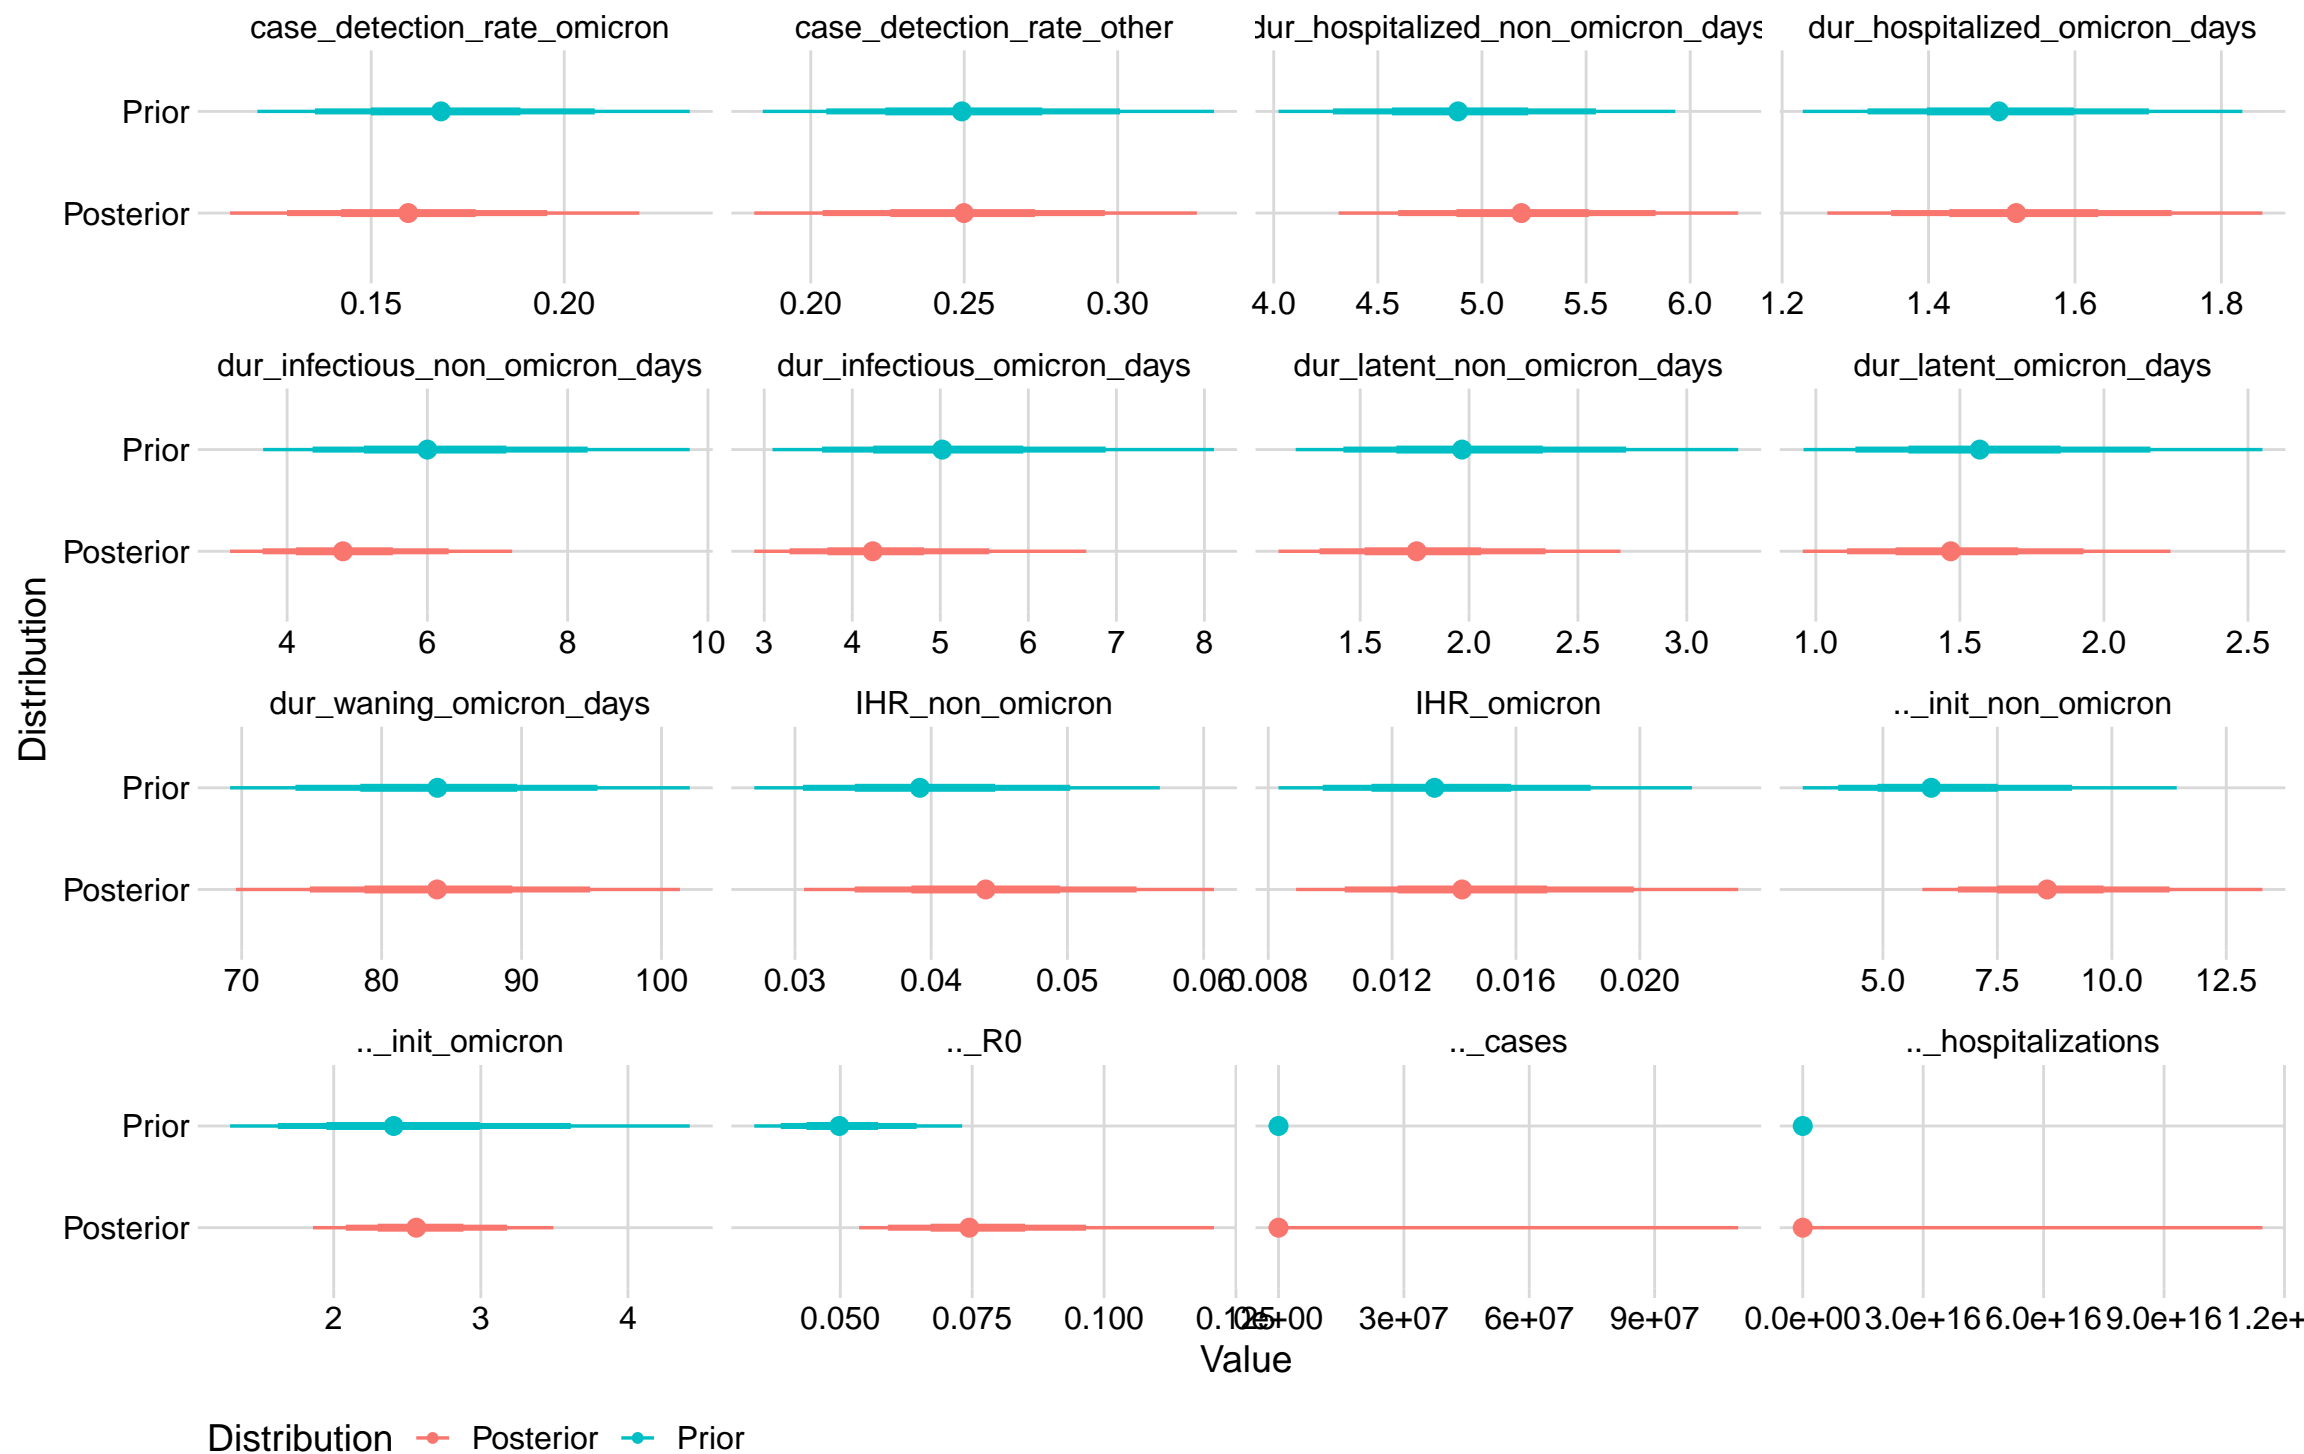 case_detection_rate_omicron case_detection_rate_other dur_hospitalized_non_omicron_days dur_hospitalized_omicron_days
Prior
Posterior
0.15 0.20 0.20 0.25 0.30 4.0 4.5 5.0 5.5 6.0 1.2 1.4 1.6 1.8
dur_infectious_non_omicron_days dur_infectious_omicron_days dur_latent_non_omicron_days dur_latent_omicron_days
Prior
Posterior
4 6 8 10 3 4 5 6 7 8 1.5 2.0 2.5 3.0 1.0 1.5 2.0 2.5
Distribution
dur_waning_omicron_days IHR_non_omicron IHR_omicron .._init_non_omicron
Prior
Posterior
70 80 90 100 0.03 0.04 0.05 0.06 0.008 0.012 0.016 0.020 5.0 7.5 10.0 12.5
.._init_omicron .._R0 .._cases .._hospitalizations
Prior
Posterior
2 3 4 0.050 0.075 0.100 0.125 0e+00 3e+07 6e+07 9e+07 0.0e+00 3.0e+16 6.0e+16 9.0e+16 1.2e+
Value
Distribution Posterior Prior